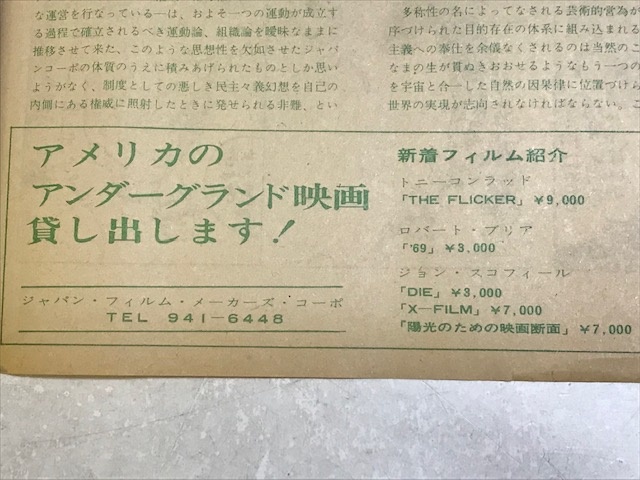 な運営を行なっている―は、およそ一つの運動が成立す
る過程で確立されるべき運動論、組織論を曖昧なままに
推移させて来た、このような思想性を欠如させたジャパ
ンコーポの体質のうえに積みあげられたものとしか思い
ようがなく、制度としての悪しき民主々義幻想を自己の
内側にある権威に照射したときに発せられる非難、とい
多称性の名によってなされる芸術的営為が
序づけられた目的存在の体系に組み込まれる
主義への奉仕を余儀なくされるのは当然のこ
なまの生が貫ぬきおおせるようなもう一つの
を宇宙と合一した自然の因果律に位置づけら
世界の実現が志向されなければならない。こ
アメリカの
アンダーグランド映画
貸し出します!
ジャパン・フィルム・メーカーズ・コーポ
TEL 941-6448
新着フィルム紹介
トニーコンラッド
「THE FLICKER」 ¥9,000
ロバート・ブリア
「'69」 ¥3,000
ジョン・スコフィール
「DIE」 ¥3,000
「X―FILM」 ¥7,000
「陽光のための映画断面」 ¥7,000